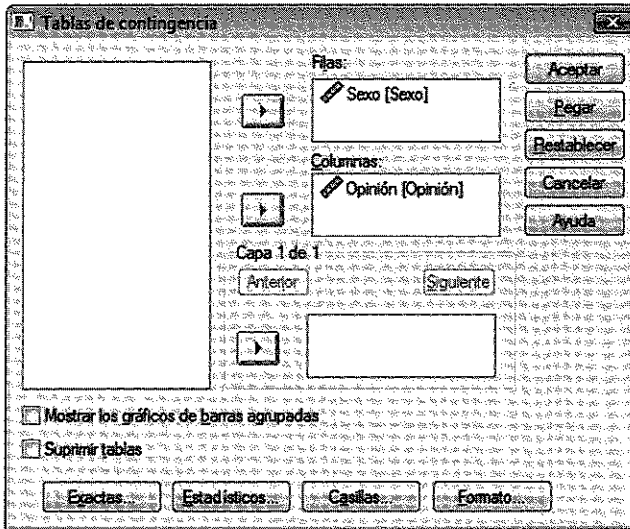 Tablas de contingencia
Filas:
Sexo [Sexo]
Columnas:
Opinión [Opinión]
Capa 1 de 1
Anterior
Siguiente
Aceptar
Pegar
Restablecer
Cancelar
Ayuda
Mostrar los gráficos de barras agrupadas
Suprimir tablas
Exactas...
Estadísticos...
Casillas...
Formato...